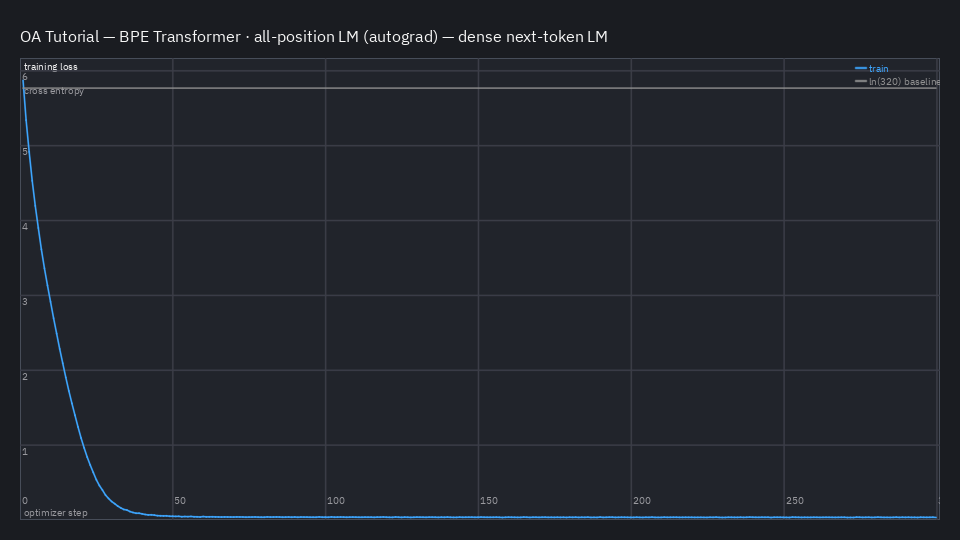 OA Tutorial — BPE Transformer · all-position LM (autograd) — dense next-token LM
training loss
train
6
ln(320) baseline
cross entropy
5
4
3
2
1
0 50 100 150 200 250
optimizer step